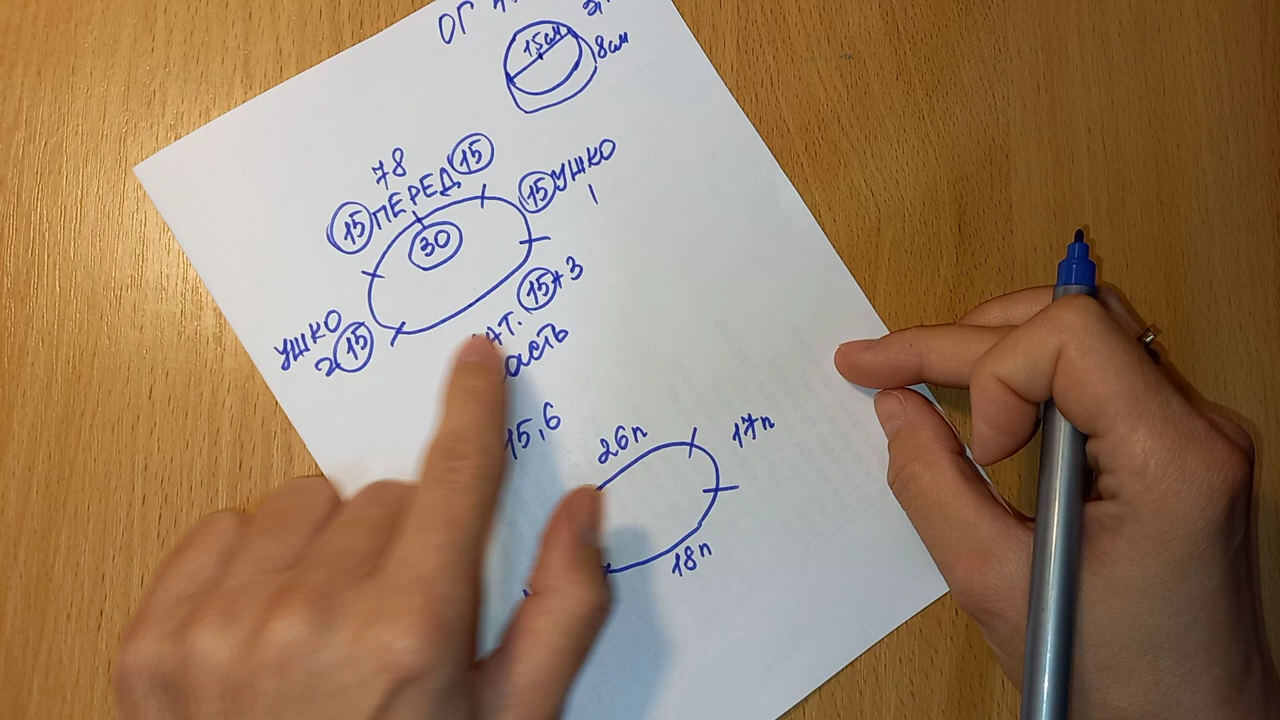 ОГ
15см
8см
78
15 ПЕРЕД 15
30
15 УШКО
1
УШКО
2 15
15+3
15,6
26п
17п
18п